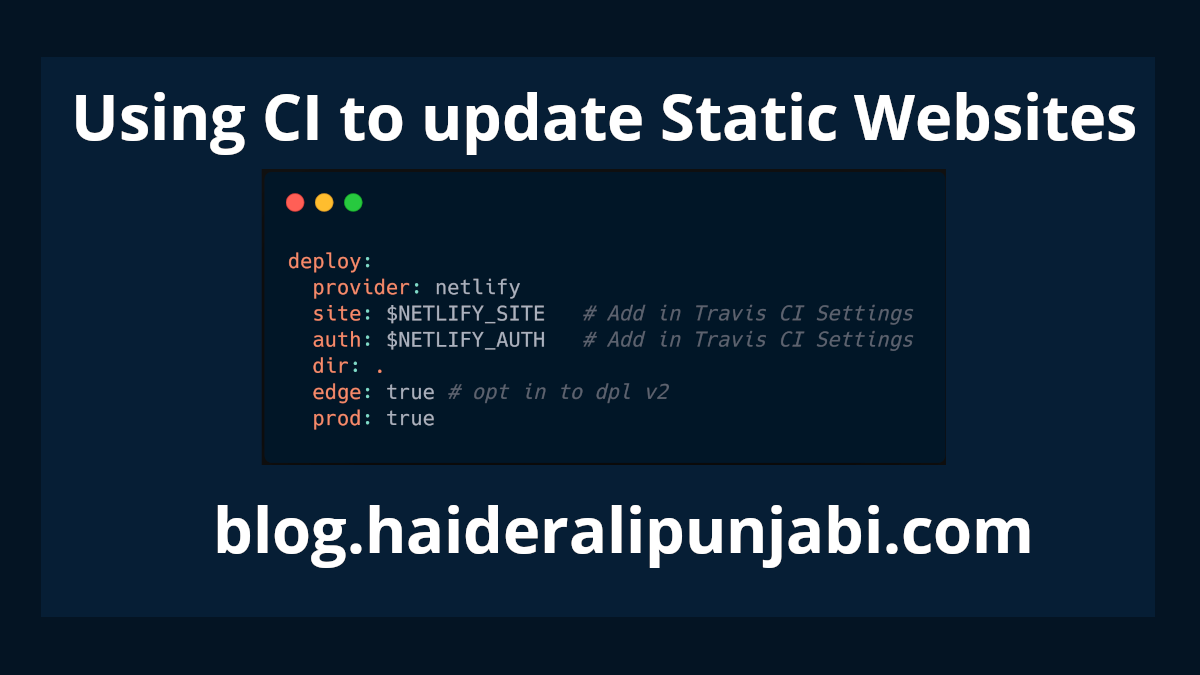 Using CI to update Static Websites
deploy:
  provider: netlify
  site: $NETLIFY_SITE   # Add in Travis CI Settings
  auth: $NETLIFY_AUTH   # Add in Travis CI Settings
  dir: .
  edge: true # opt in to dpl v2
  prod: true
blog.haideralipunjabi.com